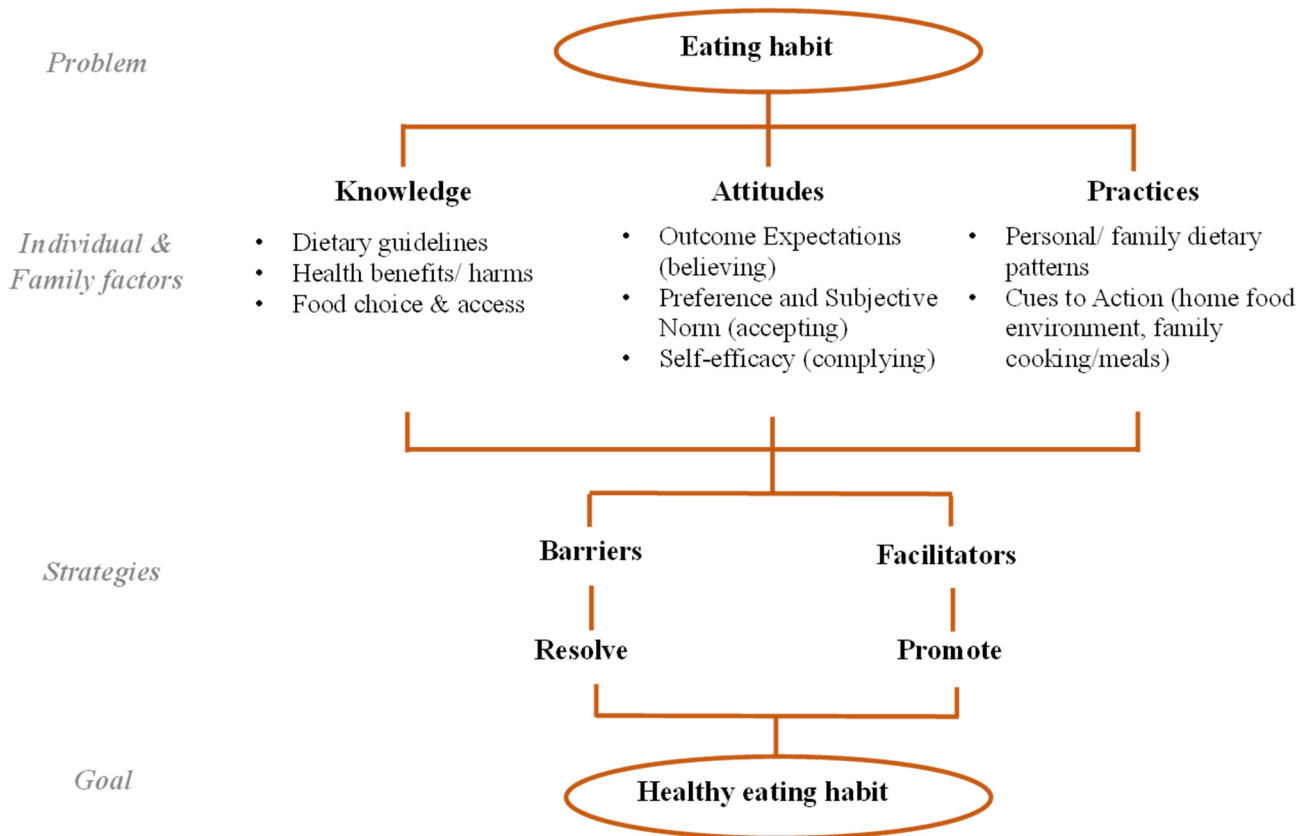 Problem
Eating habit
Individual &
Family factors
Knowledge
• Dietary guidelines
• Health benefits/ harms
• Food choice & access
Attitudes
• Outcome Expectations
(believing)
• Preference and Subjective
Norm (accepting)
• Self-efficacy (complying)
Practices
• Personal/ family dietary
patterns
• Cues to Action (home food
environment, family
cooking/meals)
Strategies
Barriers
Facilitators
Resolve
Promote
Goal
Healthy eating habit